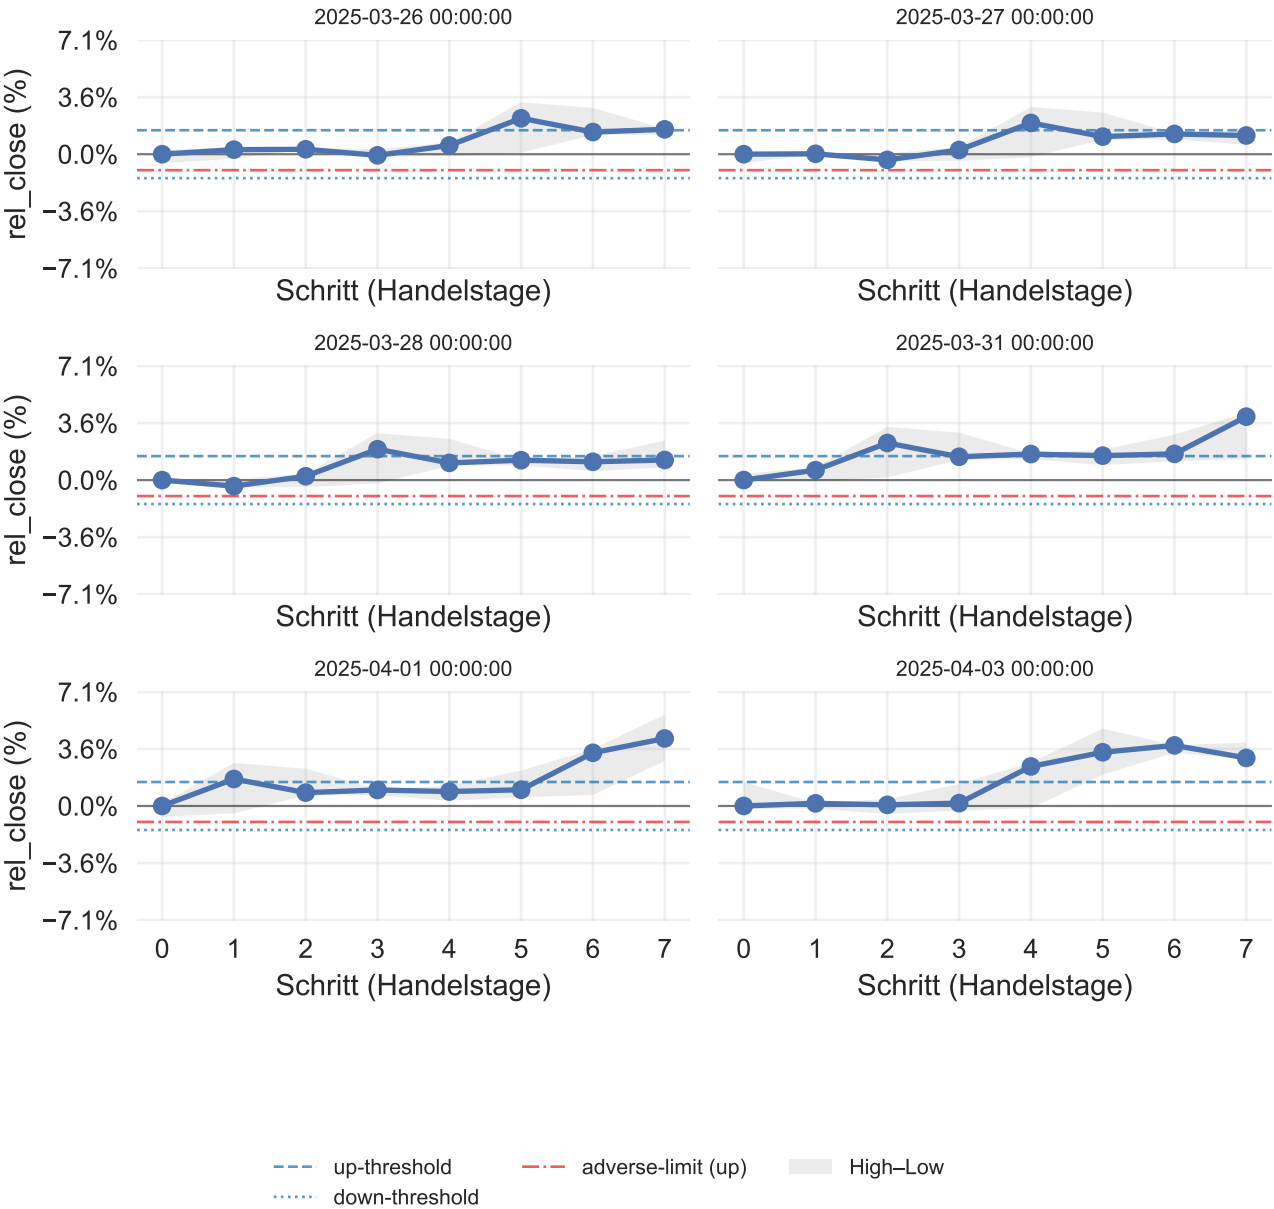 2025-03-26 00:00:00
2025-03-27 00:00:00
7.1%
3.6%
0.0%
−3.6%
−7.1%
rel_close (%)
Schritt (Handelstage)
Schritt (Handelstage)
2025-03-28 00:00:00
2025-03-31 00:00:00
7.1%
3.6%
0.0%
−3.6%
−7.1%
rel_close (%)
Schritt (Handelstage)
Schritt (Handelstage)
2025-04-01 00:00:00
2025-04-03 00:00:00
7.1%
3.6%
0.0%
−3.6%
−7.1%
rel_close (%)
0 1 2 3 4 5 6 7
0 1 2 3 4 5 6 7
Schritt (Handelstage)
Schritt (Handelstage)
up-threshold
down-threshold
adverse-limit (up)
High–Low